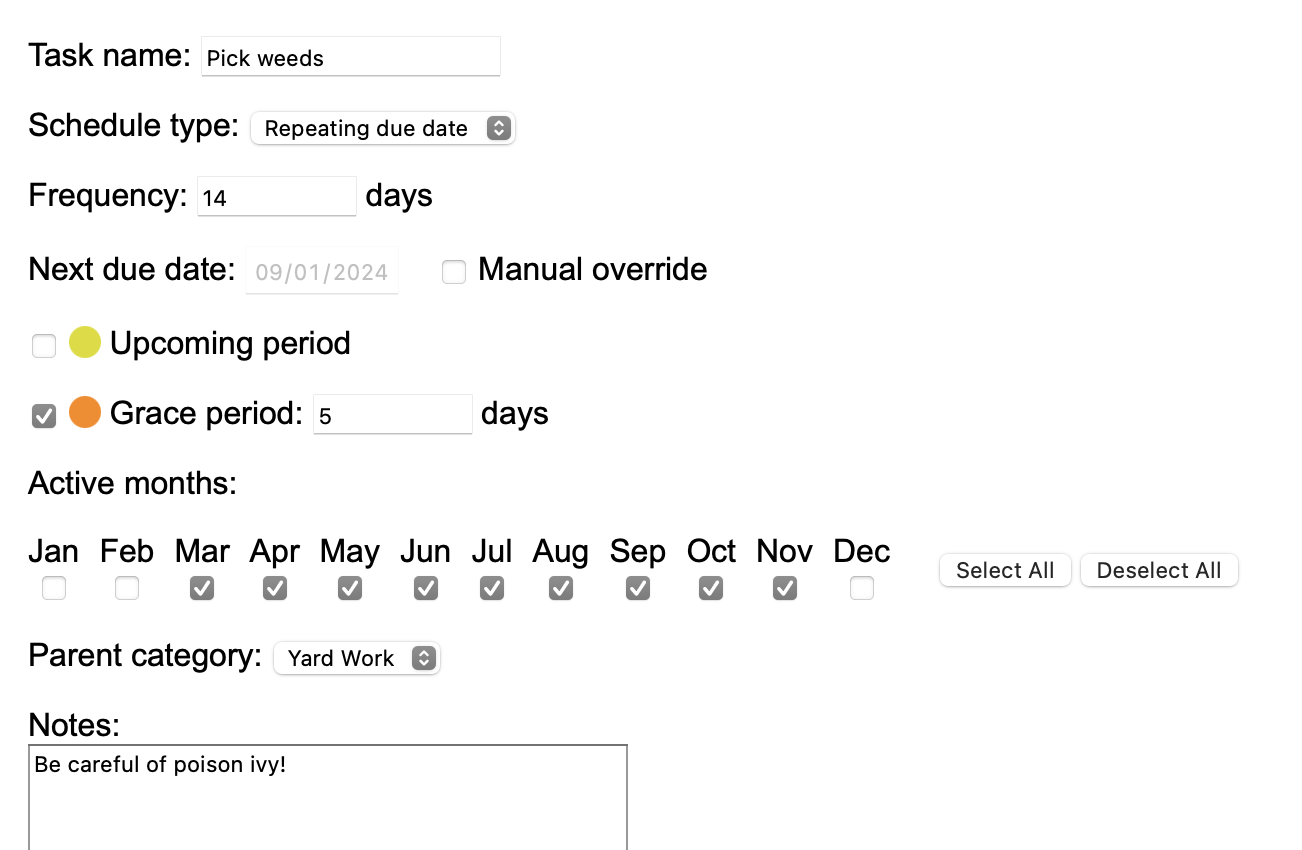 Task name: Pick weeds
Schedule type: Repeating due date
Frequency: 14 days
Next due date: 09/01/2024 Manual override
Upcoming period
Grace period: 5 days
Active months:
Jan Feb Mar Apr May Jun Jul Aug Sep Oct Nov Dec Select All Deselect All
Parent category: Yard Work
Notes:
Be careful of poison ivy!